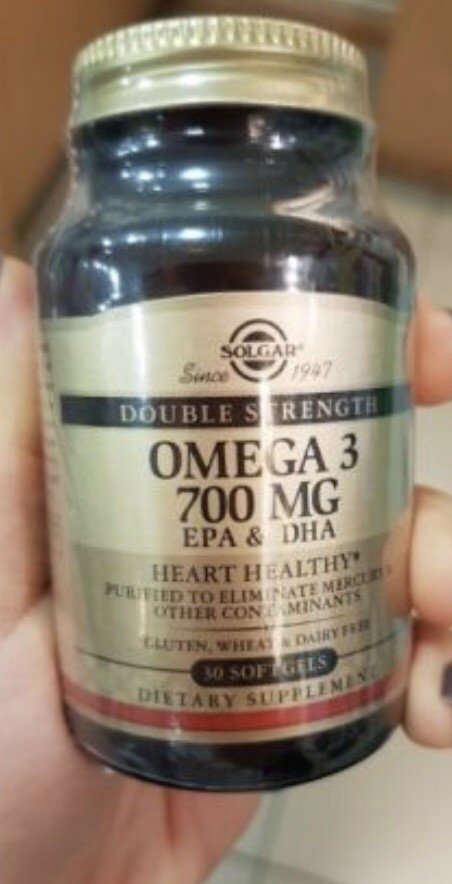 SOLGAR®
Since 1947
DOUBLE STRENGTH
OMEGA 3
700 MG
EPA & DHA
HEART HEALTHY*
PURIFIED TO ELIMINATE MERCURY &
OTHER CONTAMINANTS
GLUTEN, WHEAT & DAIRY FREE
30 SOFTGELS
DIETARY SUPPLEMENT